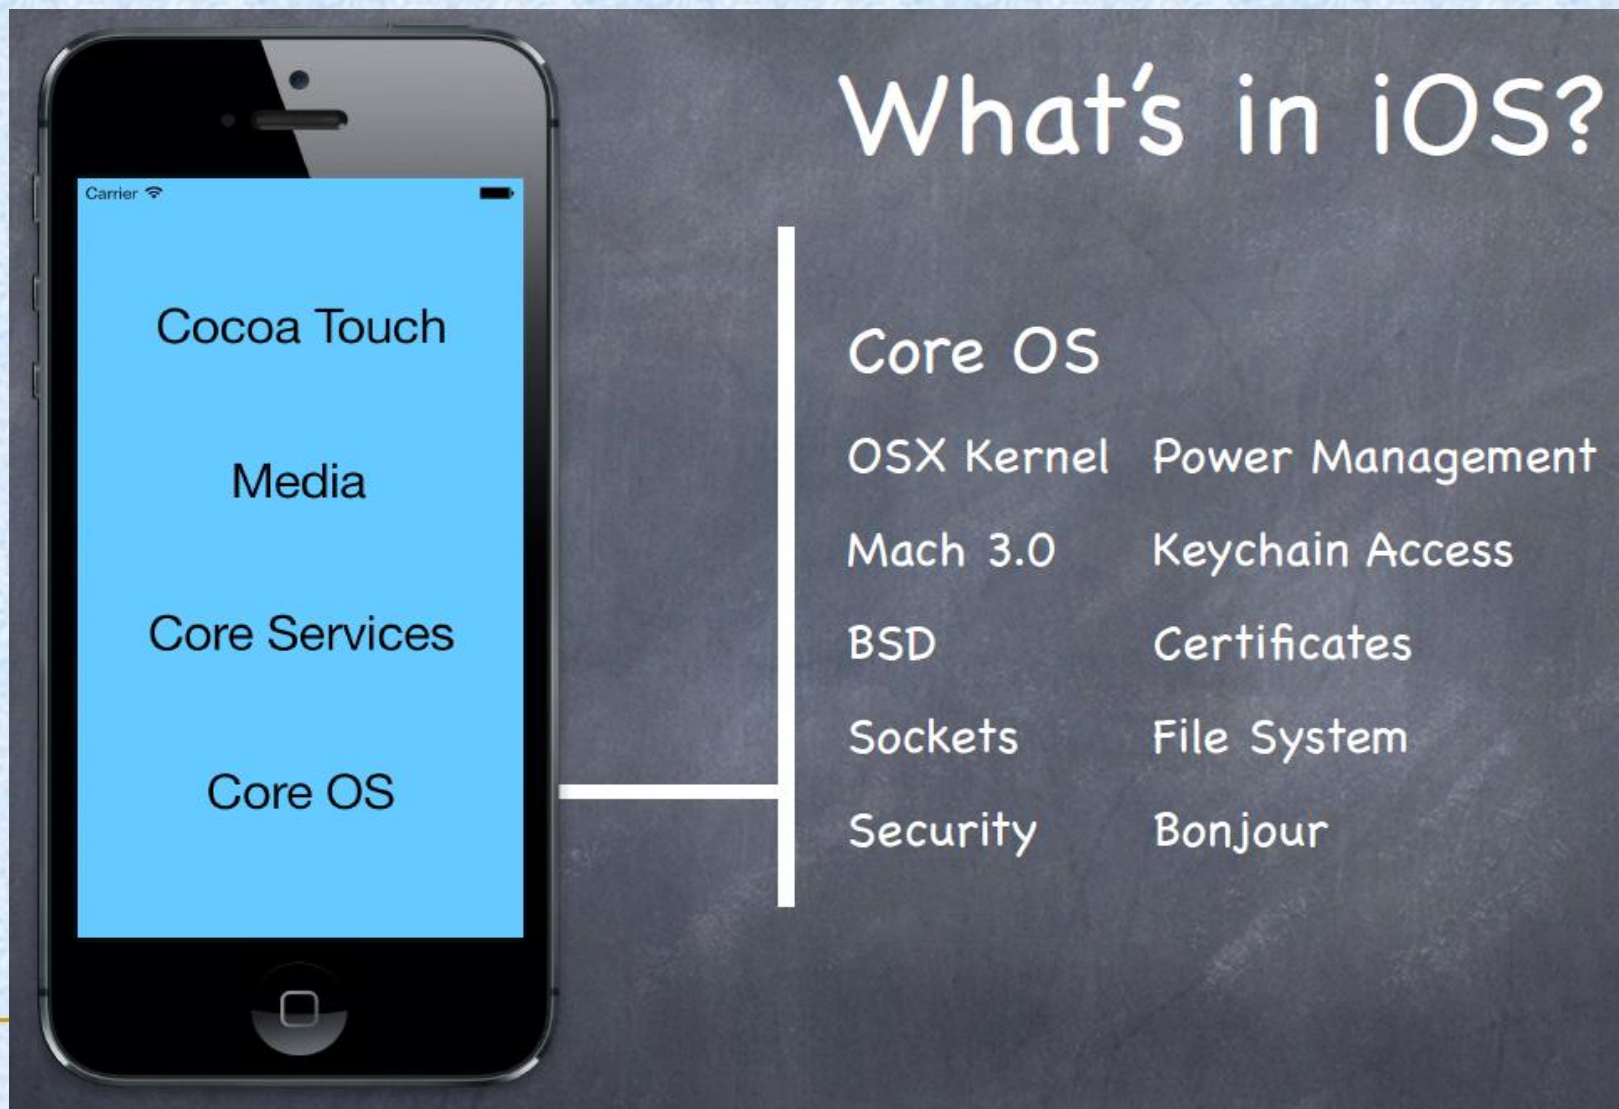 What's in iOS?
Carrier
Cocoa Touch
Media
Core Services
Core OS
Core OS
OSX Kernel Power Management
Mach 3.0 Keychain Access
BSD Certificates
Sockets File System
Security Bonjour